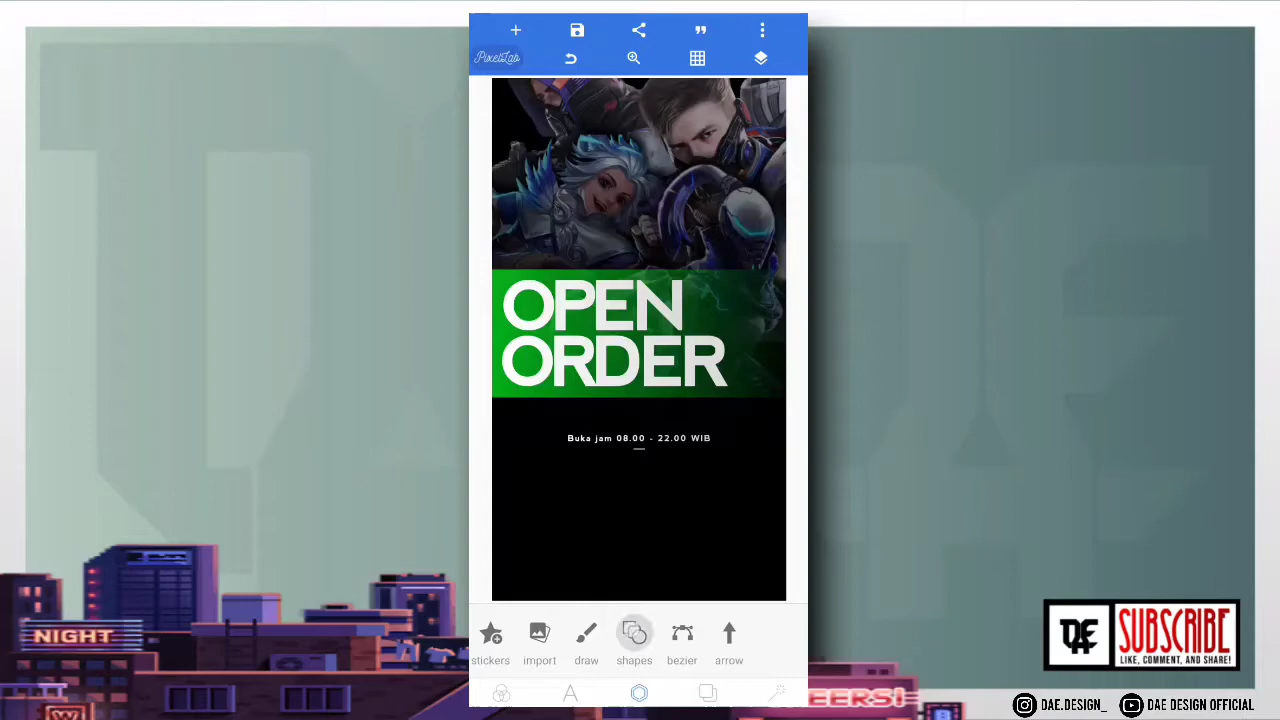 PixelLab
OPEN
ORDER
Buka jam 08.00 - 22.00 WIB
stickers
import
draw
shapes
bezier
arrow
NIGHT
EERS!
SUBSCRIBE
LIKE, COMMENT, AND SHARE!
DAE.DESIGN_
DAE DESIGN OFFICIAL